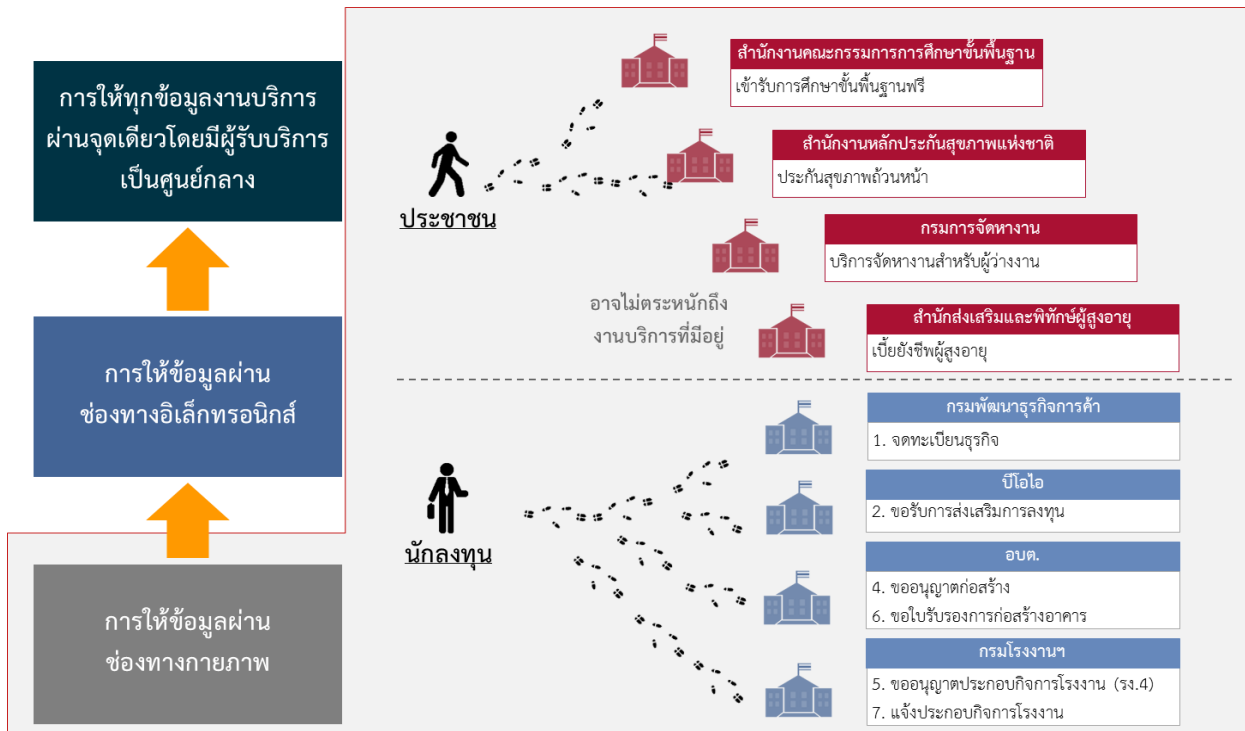 การให้ทุกข้อมูลงานบริการ
ผ่านจุดเดียวโดยมีผู้รับบริการ
เป็นศูนย์กลาง
การให้ข้อมูลผ่าน
ช่องทางอิเล็กทรอนิกส์
การให้ข้อมูลผ่าน
ช่องทางกายภาพ
ประชาชน
สำนักงานคณะกรรมการการศึกษาขั้นพื้นฐาน
เข้ารับการศึกษาขั้นพื้นฐานฟรี
สำนักงานหลักประกันสุขภาพแห่งชาติ
ประกันสุขภาพถ้วนหน้า
กรมการจัดหางาน
บริการจัดหางานสำหรับผู้ว่างงาน
อาจไม่ตระหนักถึง
งานบริการที่มีอยู่
สำนักส่งเสริมและพิทักษ์ผู้สูงอายุ
เบี้ยยังชีพผู้สูงอายุ
นักลงทุน
กรมพัฒนาธุรกิจการค้า
1. จดทะเบียนธุรกิจ
บีโอไอ
2. ขอรับการส่งเสริมการลงทุน
อบต.
4. ขออนุญาตก่อสร้าง
6. ขอใบรับรองการก่อสร้างอาคาร
กรมโรงงานฯ
5. ขออนุญาตประกอบกิจการโรงงาน (รง.4)
7. แจ้งประกอบกิจการโรงงาน